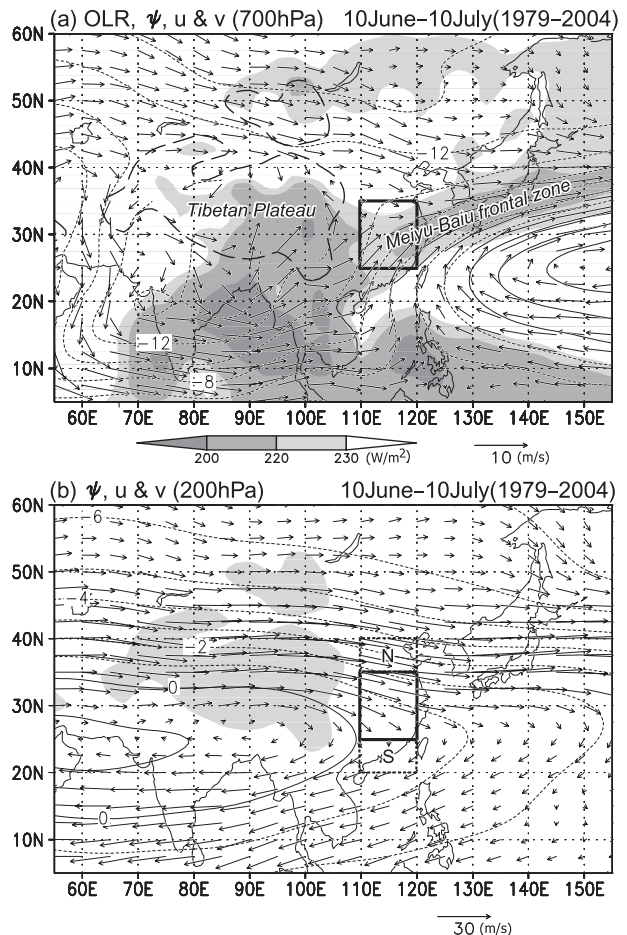 (a) OLR, ψ, u & v (700hPa) 10June–10July(1979–2004)
60N
50N
−12
40N
Tibetan Plateau
Meiyu-Baiu frontal zone
30N
20N
−12
10N
−8
60E 70E 80E 90E 100E 110E 120E 130E 140E 150E
200 220 230 (W/m²) 10 (m/s)
(b) ψ, u & v (200hPa) 10June–10July(1979–2004)
60N
6
50N
4
40N
−2
N
0
30N
S
20N
0
10N
60E 70E 80E 90E 100E 110E 120E 130E 140E 150E
30 (m/s)